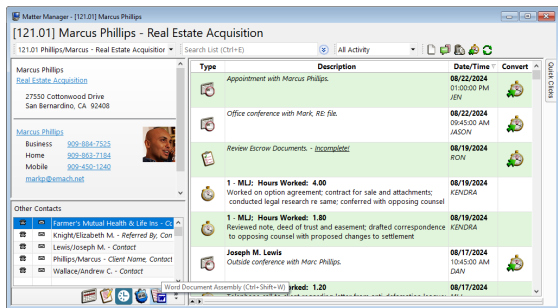 Matter Manager - [121.01] Marcus Phillips
[121.01] Marcus Phillips - Real Estate Acquisition
121.01 Phillips/Marcus - Real Estate Acquisitior
Search List (Ctrl+E)
All Activity
Marcus Phillips
Real Estate Acquisition
27550 Cottonwood Drive
San Bernardino, CA 92408
Marcus Phillips
Business 909-884-7525
Home 909-863-7184
Mobile 909-450-1240
markp@emach.net
Other Contacts
Farmer's Mutual Health & Life Ins - Cc
Knight/Elizabeth M. - Referred By, Con
Lewis/Joseph M. - Contact
Phillips/Marcus - Client Name, Contact
Wallace/Andrew C. - Contact
Word Document Assembly (Ctrl+Shift+W)
Type Description Date/Time Convert
Appointment with Marcus Phillips. 08/22/2024
01:00:00 PM
JEN
Office conference with Mark, RE: file. 08/22/2024
09:45:00 AM
JASON
Review Escrow Documents. - Incomplete! 08/19/2024
RON
1 - MLJ: Hours Worked: 4.00 08/19/2024
Worked on option agreement; contract for sale and attachments; KENDRA
conducted legal research re same; conferred with opposing counsel
1 - MLJ: Hours Worked: 1.80 08/19/2024
Reviewed note, deed of trust and easement; drafted correspondence KENDRA
to opposing counsel with proposed changes to settlement
Joseph M. Lewis 08/17/2024
Outside conference with Marc Phillips. 10:45:00 AM
DAN
rked: 1.20 08/17/2024
Quick Clicks